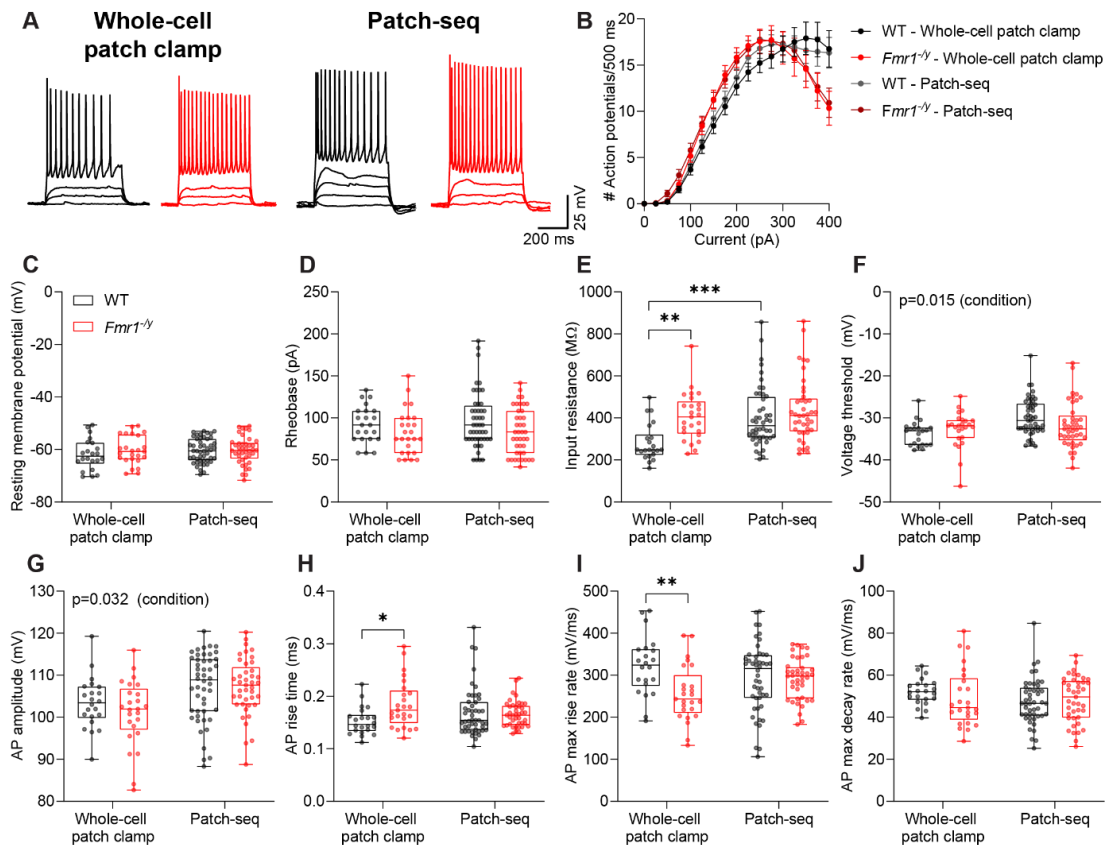 A
Whole-cell
patch clamp
Patch-seq
25 mV
200 ms
B
# Action potentials/500 ms
20
15
10
5
0
0
100
200
300
400
Current (pA)
WT - Whole-cell patch clamp
Fmr1-/y - Whole-cell patch clamp
WT - Patch-seq
Fmr1-/y - Patch-seq
C
Resting membrane potential (mV)
0
-20
-40
-60
-80
WT
Fmr1-/y
Whole-cell
patch clamp
Patch-seq
D
Rheobase (pA)
250
200
150
100
50
0
Whole-cell
patch clamp
Patch-seq
E
Input resistance (MΩ)
1000
800
600
400
200
0
**
***
Whole-cell
patch clamp
Patch-seq
F
Voltage threshold (mV)
0
-10
-20
-30
-40
-50
p=0.015 (condition)
Whole-cell
patch clamp
Patch-seq
G
AP amplitude (mV)
130
120
110
100
90
80
p=0.032 (condition)
Whole-cell
patch clamp
Patch-seq
H
AP rise time (ms)
0.4
0.3
0.2
0.1
0.0
*
Whole-cell
patch clamp
Patch-seq
I
AP max rise rate (mV/ms)
500
400
300
200
100
0
**
Whole-cell
patch clamp
Patch-seq
J
AP max decay rate (mV/ms)
100
80
60
40
20
0
Whole-cell
patch clamp
Patch-seq